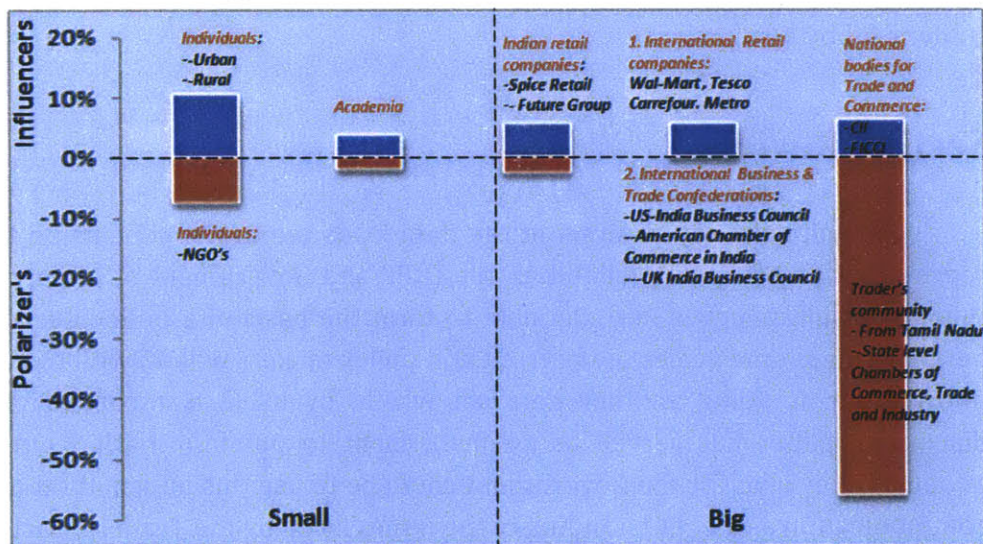 Influencers
Polarizer's
20%
10%
0%
-10%
-20%
-30%
-40%
-50%
-60%
Individuals:
--Urban
--Rural
Individuals:
-NGO's
Academia
Small
Indian retail
companies:
-Spice Retail
-- Future Group
1. International Retail
companies:
Wal-Mart, Tesco
Carrefour. Metro
2. International Business &
Trade Confederations:
-US-India Business Council
--American Chamber of
Commerce in India
---UK India Business Council
National
bodies for
Trade and
Commerce:
-CII
-FICCI
Trader's
community
- From Tamil Nadu
--State level
Chambers of
Commerce, Trade
and Industry
Big